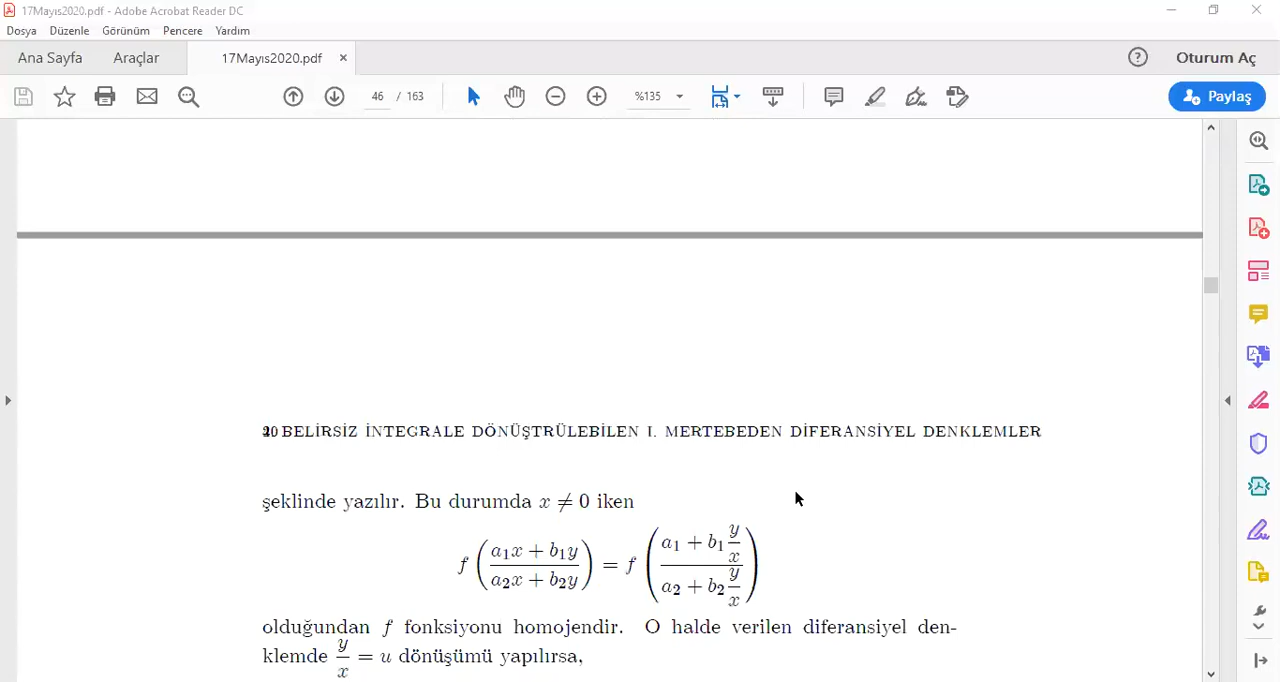 17Mayıs2020.pdf - Adobe Acrobat Reader DC
Dosya Düzenle Görünüm Pencere Yardım
Ana Sayfa Araçlar 17Mayıs2020.pdf × ? Oturum Aç
46 / 163 %135 Paylaş
BELİRSİZ İNTEGRALE DÖNÜŞTRÜLEBİLEN I. MERTEBEDEN DİFERANSİYEL DENKLEMLER
şeklinde yazılır. Bu durumda x ≠ 0 iken
f ( (a₁x + b₁y) / (a₂x + b₂y) ) = f ( (a₁ + b₁ y/x) / (a₂ + b₂ y/x) )
olduğundan f fonksiyonu homojendir. O halde verilen diferansiyel den-
klemde y/x = u dönüşümü yapılırsa,